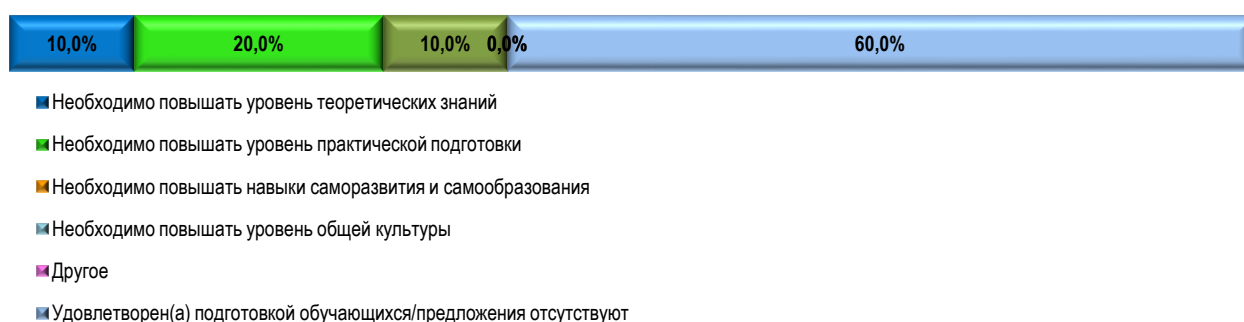 10,0% 20,0% 10,0% 0,0% 60,0%
Необходимо повышать уровень теоретических знаний
Необходимо повышать уровень практической подготовки
Необходимо повышать навыки саморазвития и самообразования
Необходимо повышать уровень общей культуры
Другое
Удовлетворен(а) подготовкой обучающихся/предложения отсутствуют